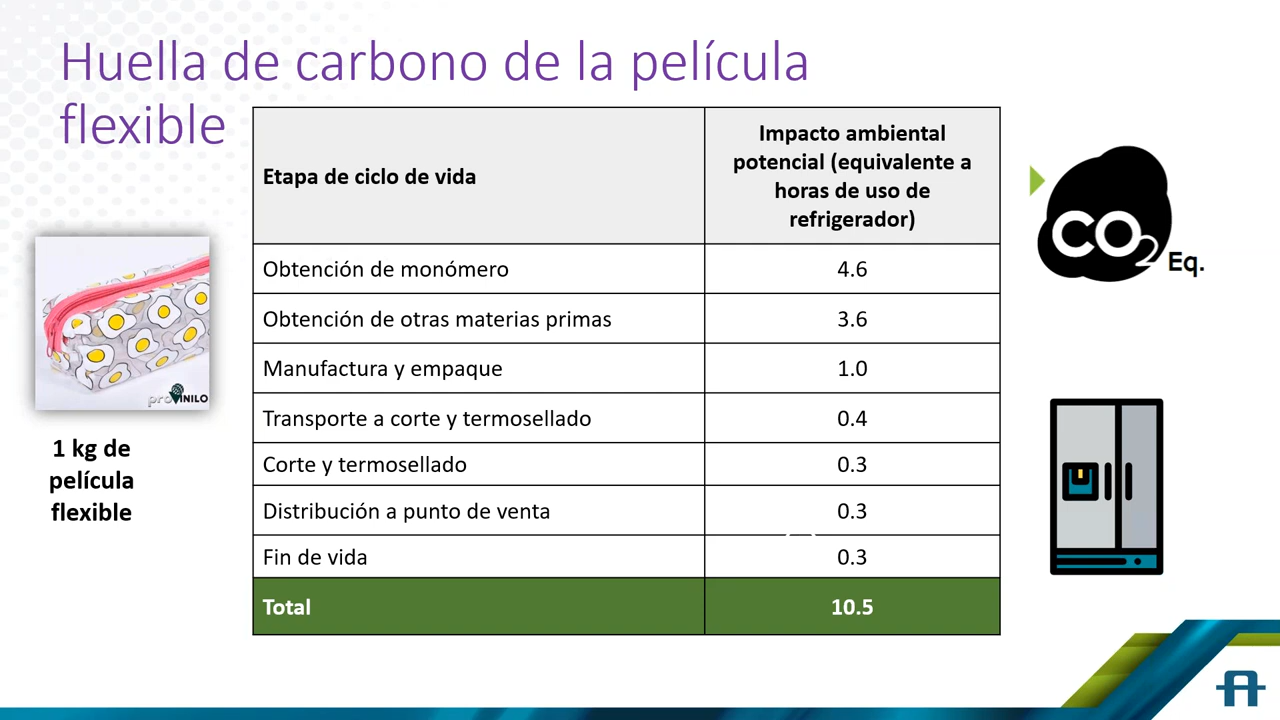 Huella de carbono de la película
flexible
Etapa de ciclo de vida
Impacto ambiental
potencial (equivalente a
horas de uso de
refrigerador)
Obtención de monómero 4.6
Obtención de otras materias primas 3.6
Manufactura y empaque 1.0
Transporte a corte y termosellado 0.4
Corte y termosellado 0.3
Distribución a punto de venta 0.3
Fin de vida 0.3
Total 10.5
proVINILO
1 kg de
película
flexible
CO2
Eq.